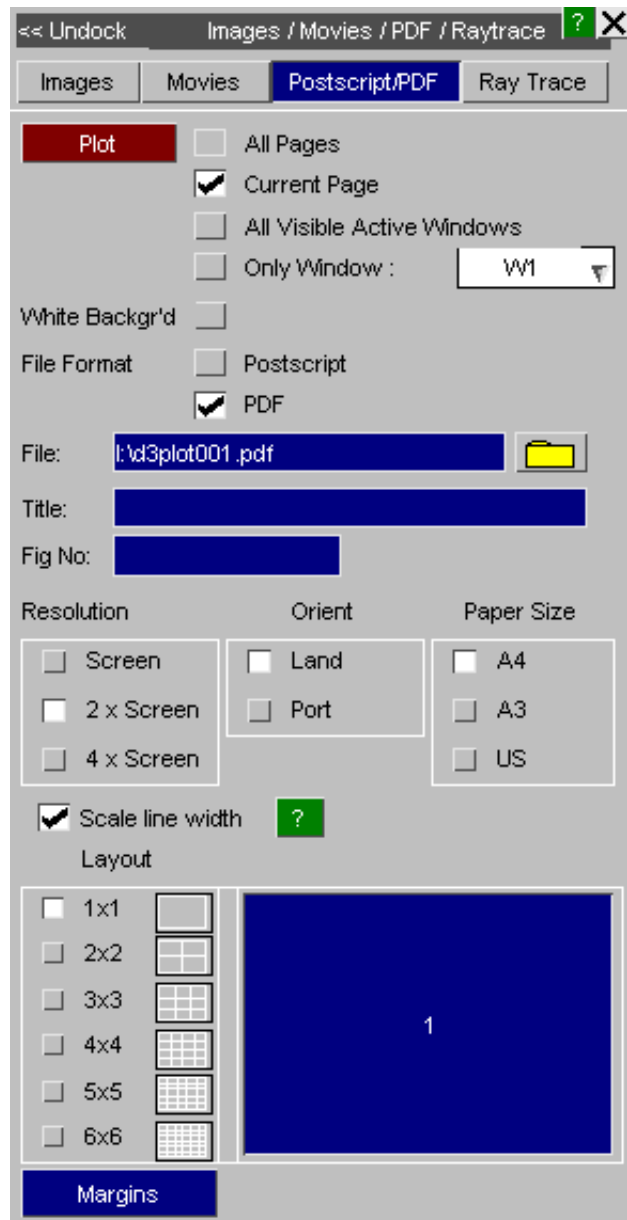 << Undock Images / Movies / PDF / Raytrace ? X
Images Movies Postscript/PDF Ray Trace
Plot All Pages
Current Page
All Visible Active Windows
Only Window : W1
White Backgr'd
File Format Postscript
PDF
File: I:\d3plot001.pdf
Title:
Fig No:
Resolution Orient Paper Size
Screen Land A4
2 x Screen Port A3
4 x Screen US
Scale line width ?
Layout
1x1
2x2
3x3
4x4
5x5
6x6
1
Margins